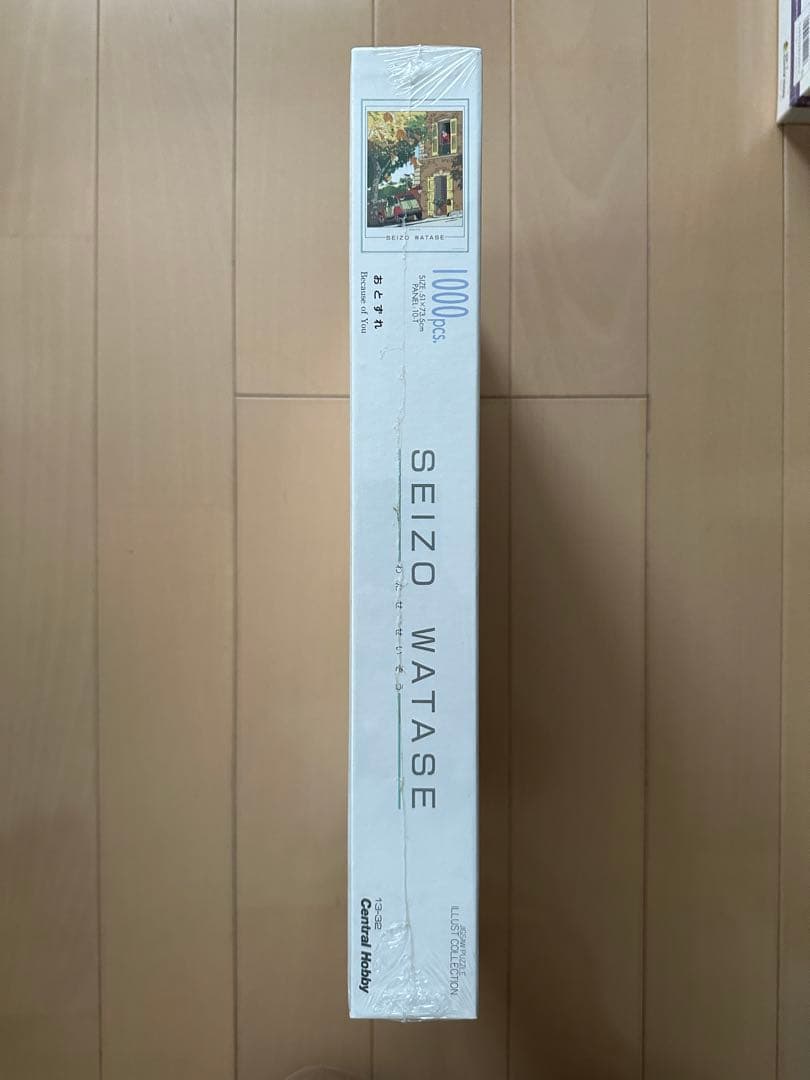 SEIZO WATASE
1000pcs.
SIZE: 51×73.5cm
PANEL: 10-T
おとずれ
Because of You
SEIZO WATASE
わたせせいぞう
JIGSAW PUZZLE
ILLUST COLLECTION
13-32
Central Hobby